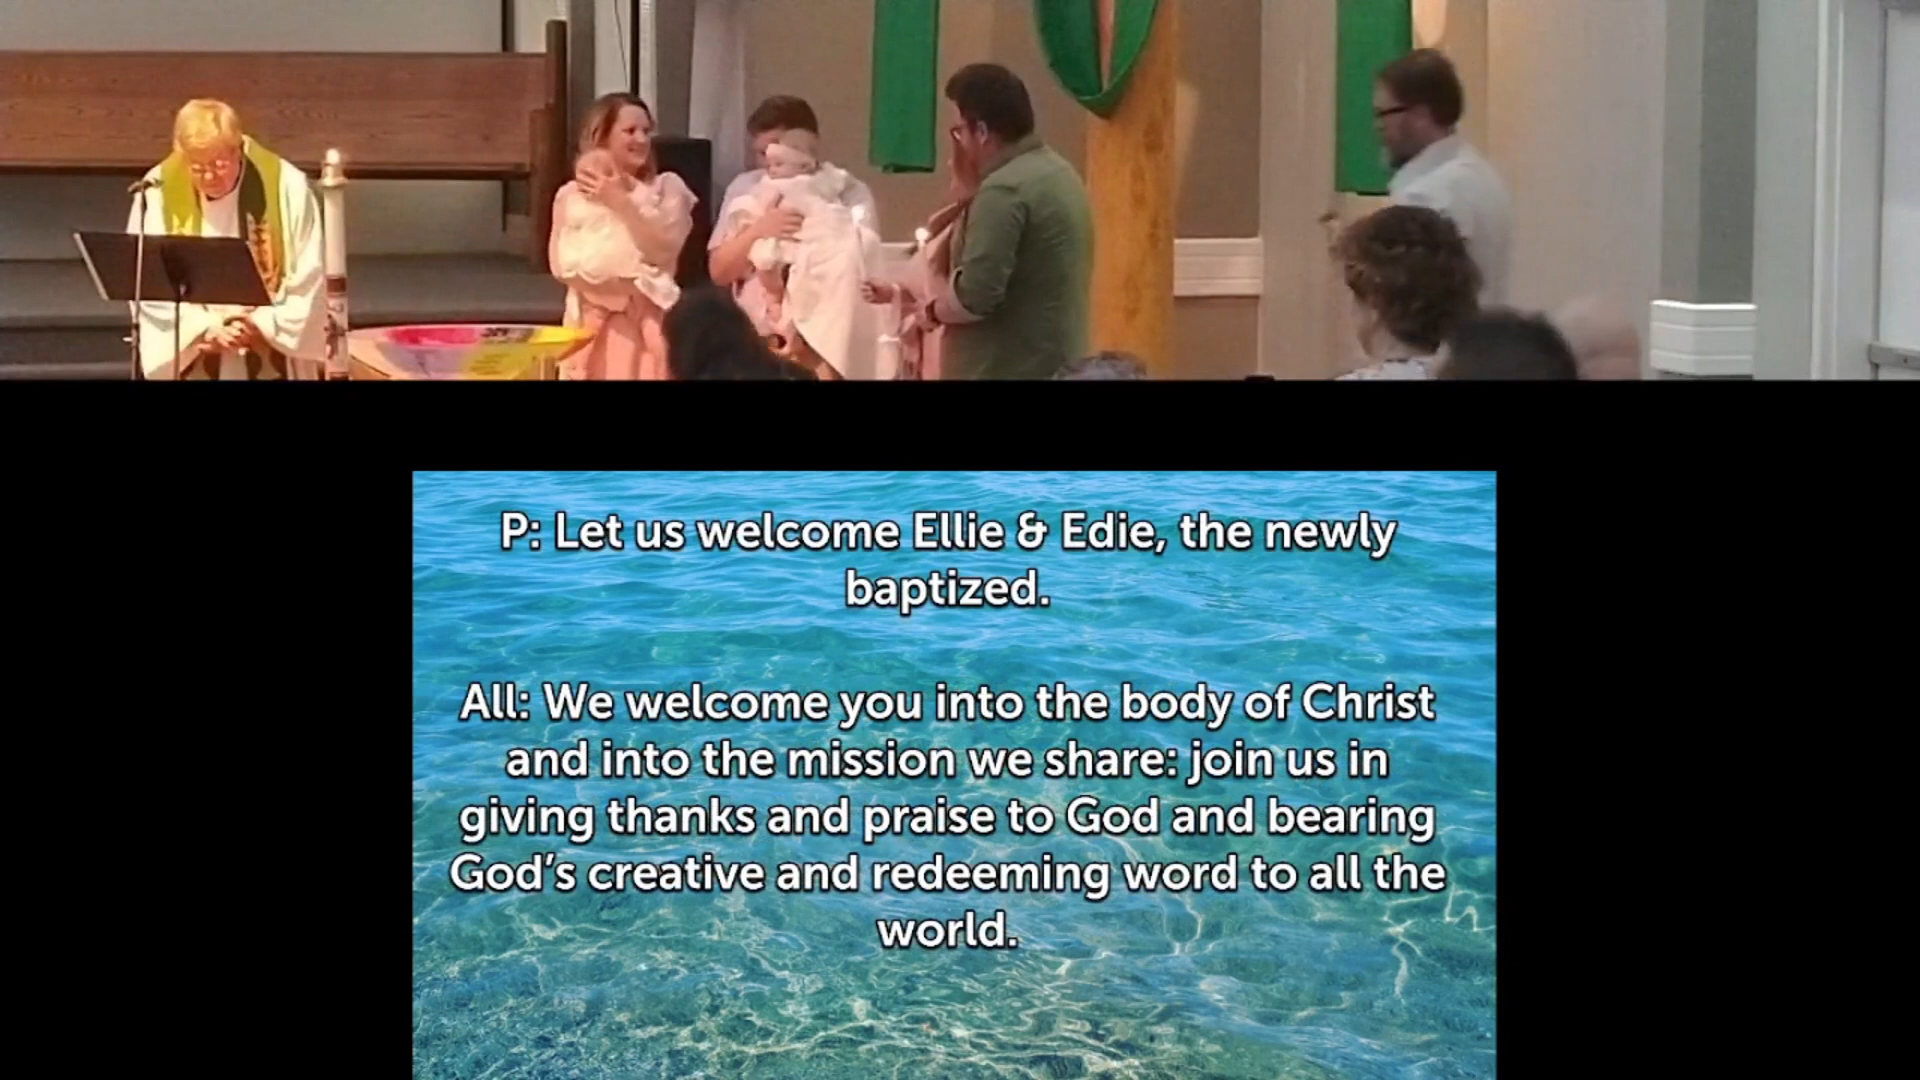 P: Let us welcome Ellie & Edie, the newly
baptized.
All: We welcome you into the body of Christ
and into the mission we share: join us in
giving thanks and praise to God and bearing
God's creative and redeeming word to all the
world.